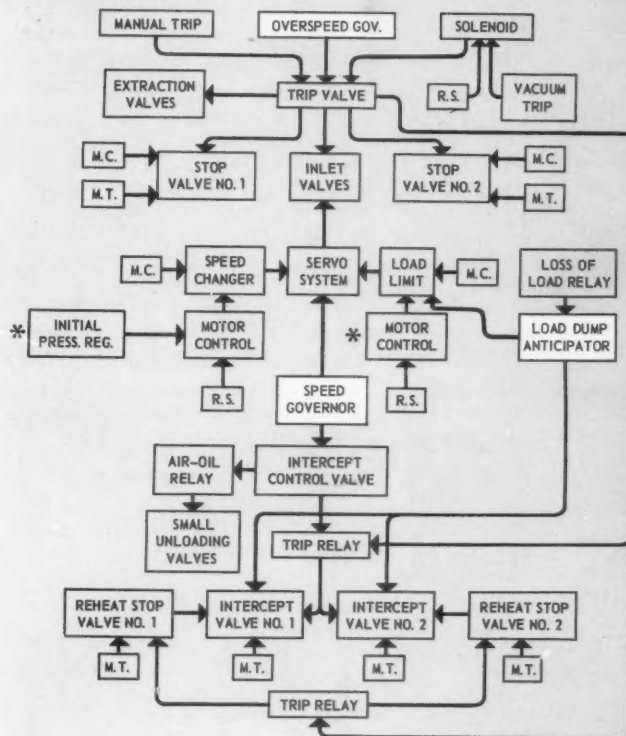 MANUAL TRIP
OVERSPEED GOV.
SOLENOID
EXTRACTION
VALVES
TRIP VALVE
R.S.
VACUUM
TRIP
M.C.
M.T.
STOP
VALVE NO. 1
INLET
VALVES
STOP
VALVE NO. 2
M.C.
M.T.
M.C.
SPEED
CHANGER
SERVO
SYSTEM
LOAD
LIMIT
M.C.
LOSS OF
LOAD RELAY
* INITIAL
PRESS. REG.
MOTOR
CONTROL
* MOTOR
CONTROL
LOAD DUMP
ANTICIPATOR
R.S.
SPEED
GOVERNOR
R.S.
AIR-OIL
RELAY
INTERCEPT
CONTROL VALVE
SMALL
UNLOADING
VALVES
TRIP RELAY
REHEAT STOP
VALVE NO. 1
INTERCEPT
VALVE NO. 1
INTERCEPT
VALVE NO. 2
REHEAT STOP
VALVE NO. 2
M.T.
M.T.
M.T.
M.T.
TRIP RELAY